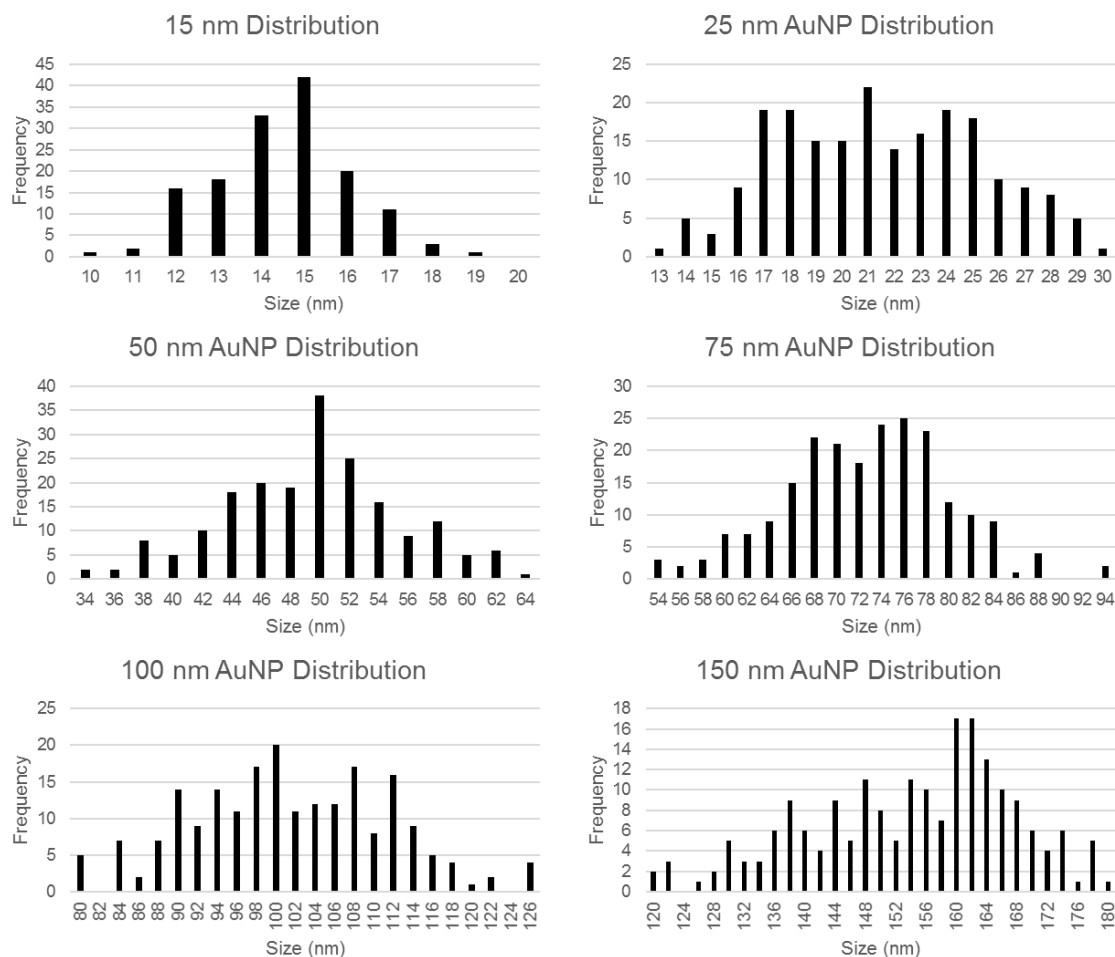 15 nm Distribution
45
40
35
30
25
20
15
10
5
0
Frequency
10 11 12 13 14 15 16 17 18 19 20
Size (nm)
25 nm AuNP Distribution
25
20
15
10
5
0
Frequency
13 14 15 16 17 18 19 20 21 22 23 24 25 26 27 28 29 30
Size (nm)
50 nm AuNP Distribution
40
35
30
25
20
15
10
5
0
Frequency
34 36 38 40 42 44 46 48 50 52 54 56 58 60 62 64
Size (nm)
75 nm AuNP Distribution
30
25
20
15
10
5
0
Frequency
54 56 58 60 62 64 66 68 70 72 74 76 78 80 82 84 86 88 90 92 94
Size (nm)
100 nm AuNP Distribution
25
20
15
10
5
0
Frequency
80 82 84 86 88 90 92 94 96 98 100 102 104 106 108 110 112 114 116 118 120 122 124 126
Size (nm)
150 nm AuNP Distribution
18
16
14
12
10
8
6
4
2
0
Frequency
120 124 128 132 136 140 144 148 152 156 160 164 168 172 176 180
Size (nm)